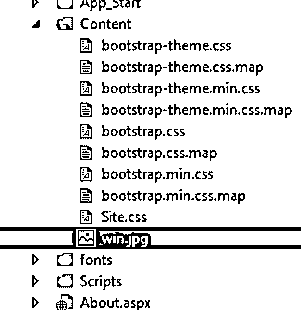 App_Start
Content
bootstrap-theme.css
bootstrap-theme.css.map
bootstrap-theme.min.css
bootstrap-theme.min.css.map
bootstrap.css
bootstrap.css.map
bootstrap.min.css
bootstrap.min.css.map
Site.css
win.jpg
fonts
Scripts
About.aspx